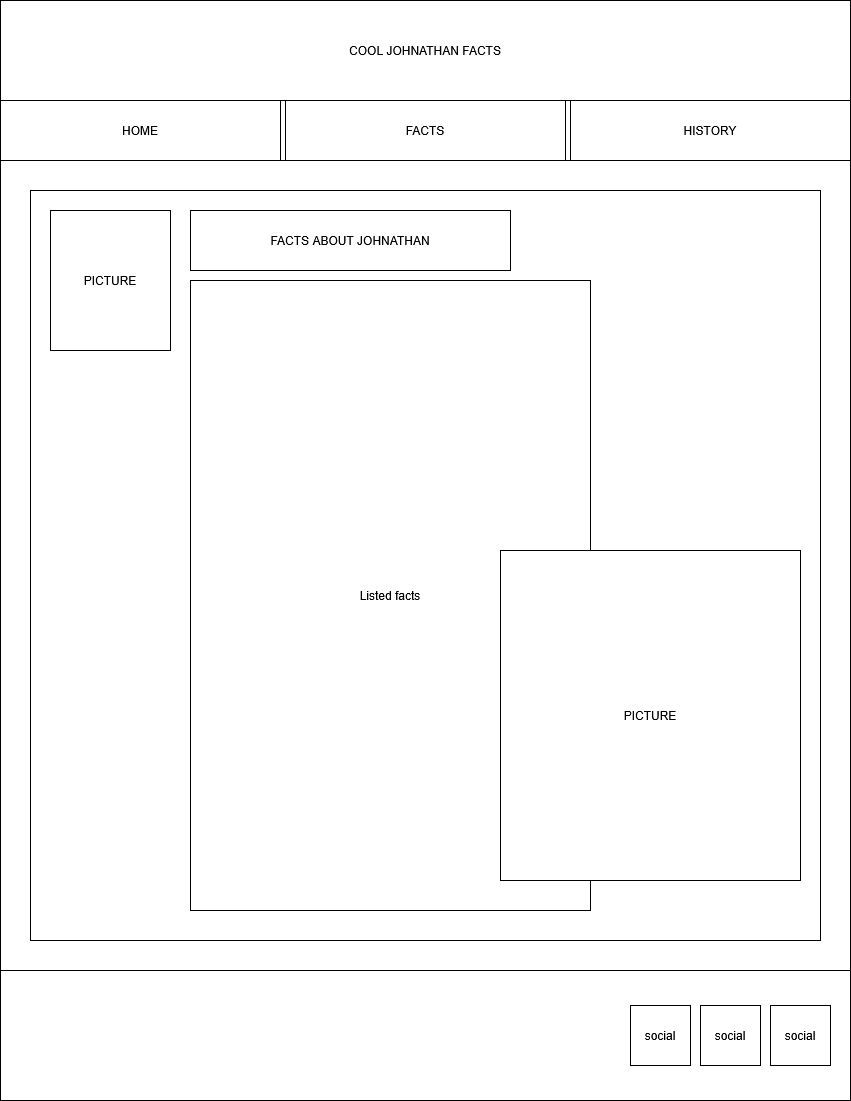 COOL JOHNATHAN FACTS
HOME
FACTS
HISTORY
PICTURE
FACTS ABOUT JOHNATHAN
Listed facts
PICTURE
social
social
social